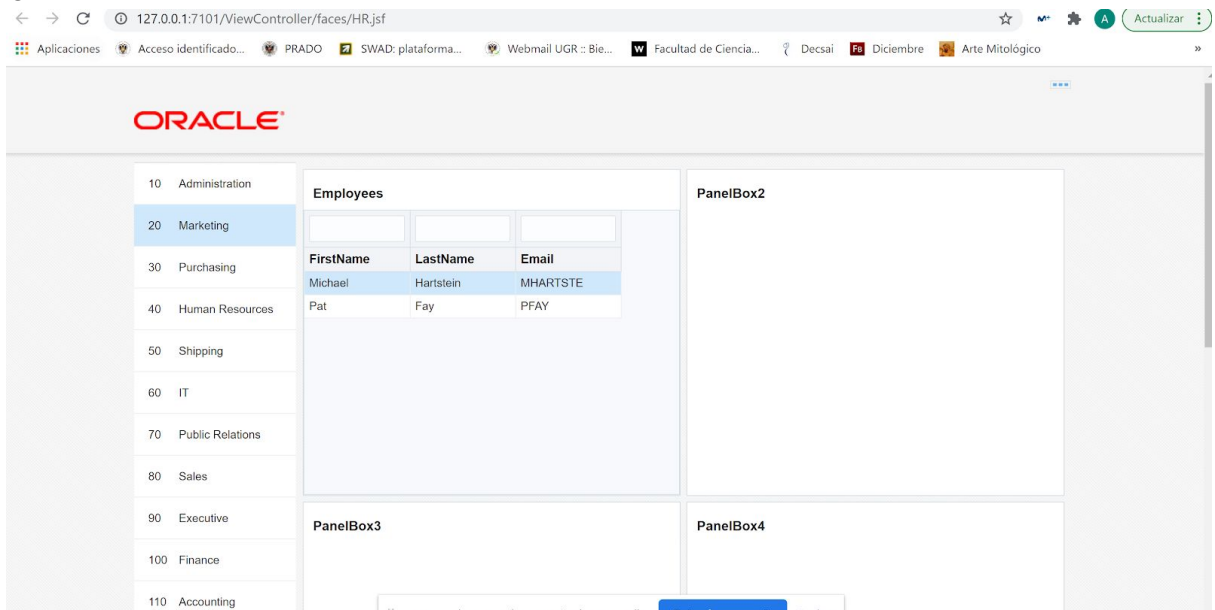 127.0.0.1:7101/ViewController/faces/HR.jsf
A
Actualizar
Aplicaciones
Acceso identificado...
PRADO
SWAD: plataforma...
Webmail UGR :: Bie...
Facultad de Ciencia...
Decsai
Diciembre
Arte Mitológico
»
ORACLE
10 Administration
20 Marketing
30 Purchasing
40 Human Resources
50 Shipping
60 IT
70 Public Relations
80 Sales
90 Executive
100 Finance
110 Accounting
Employees
FirstName LastName Email
Michael Hartstein MHARTSTE
Pat Fay PFAY
PanelBox2
PanelBox3
PanelBox4